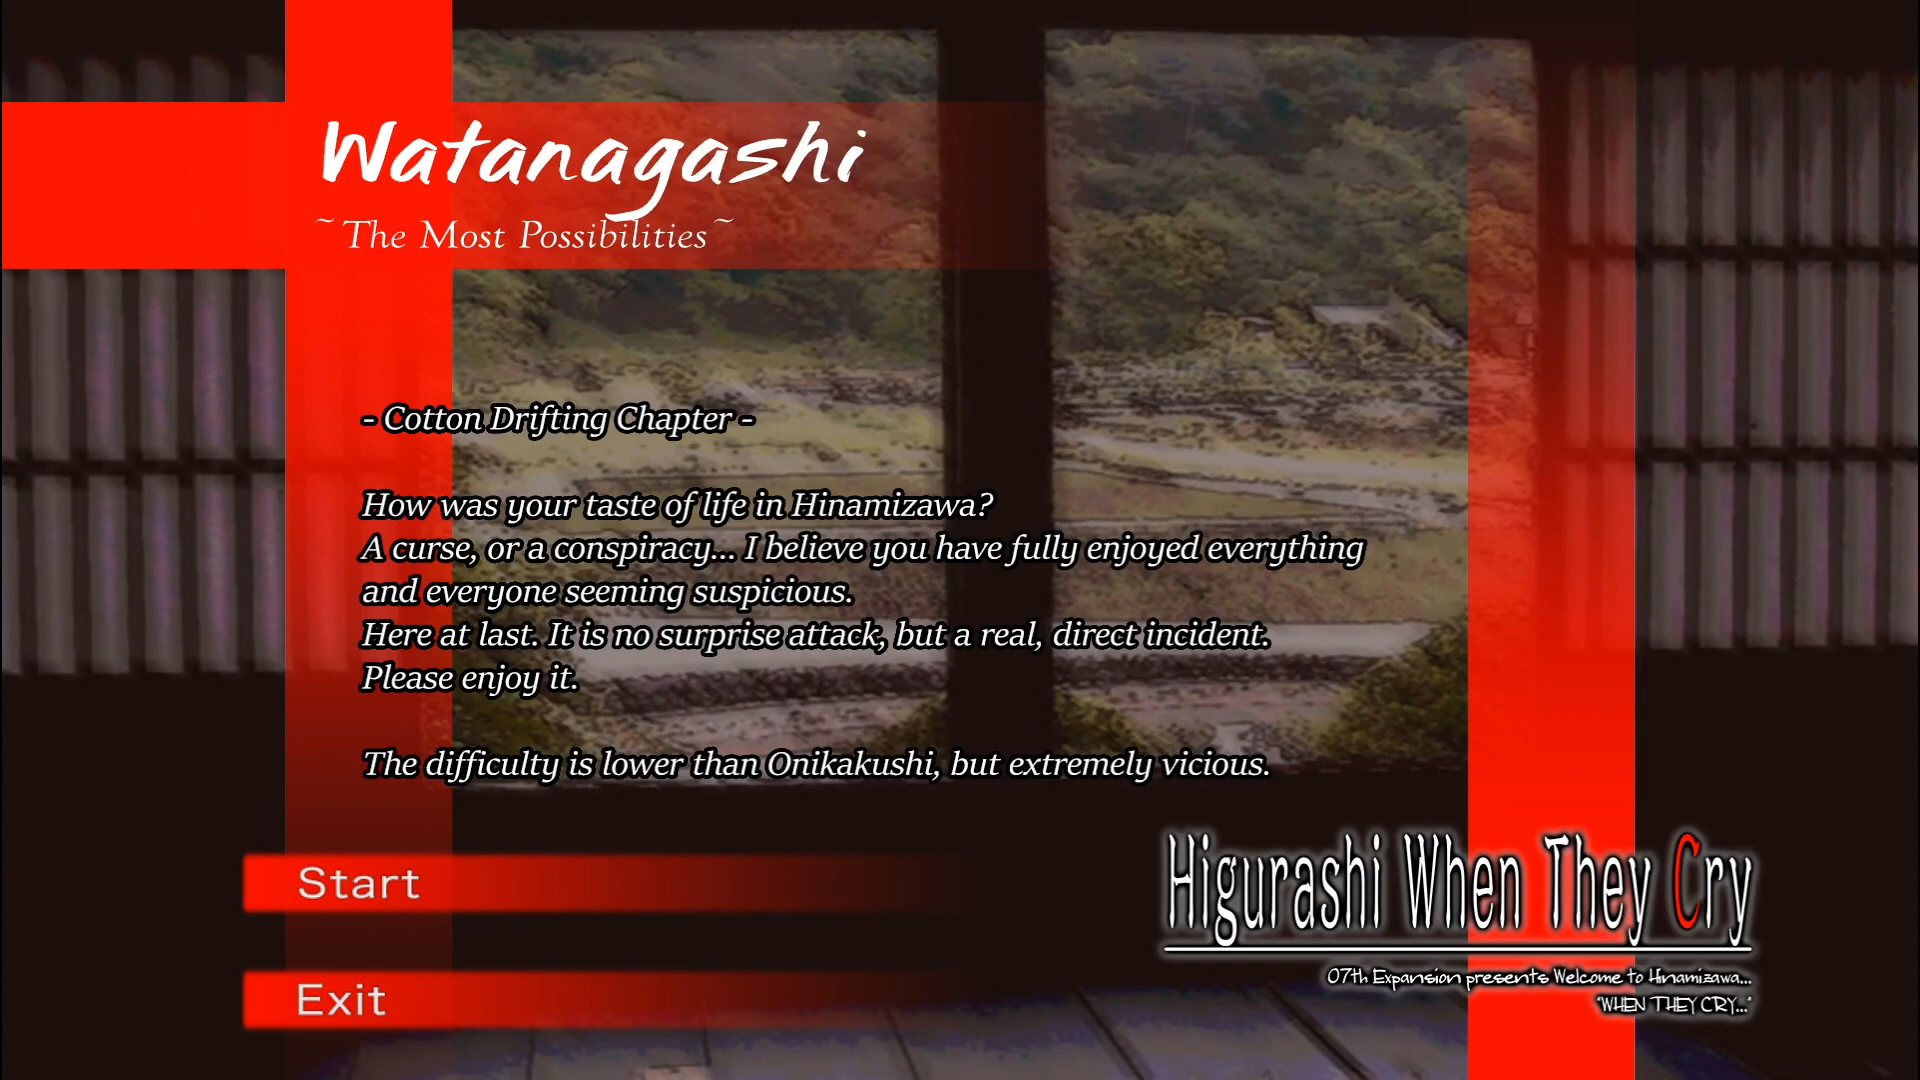 Watanagashi
~The Most Possibilities~
- Cotton Drifting Chapter -
How was your taste of life in Hinamizawa?
A curse, or a conspiracy... I believe you have fully enjoyed everything
and everyone seeming suspicious.
Here at last. It is no surprise attack, but a real, direct incident.
Please enjoy it.
The difficulty is lower than Onikakushi, but extremely vicious.
Start
Exit
Higurashi When They Cry
07th Expansion presents Welcome to Hinamizawa...
"WHEN THEY CRY..."